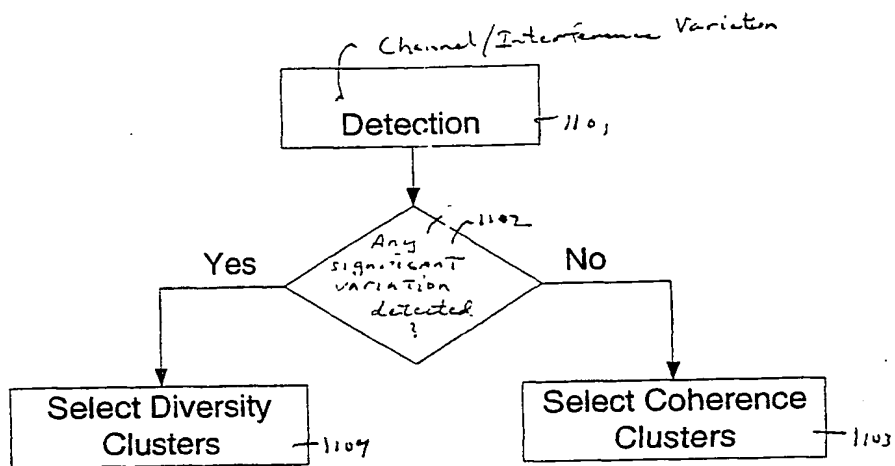 Channel/Interference Variation
Detection
1101
1102
Any
significant
variation
detected
?
Yes
No
Select Diversity
Clusters
1104
Select Coherence
Clusters
1103